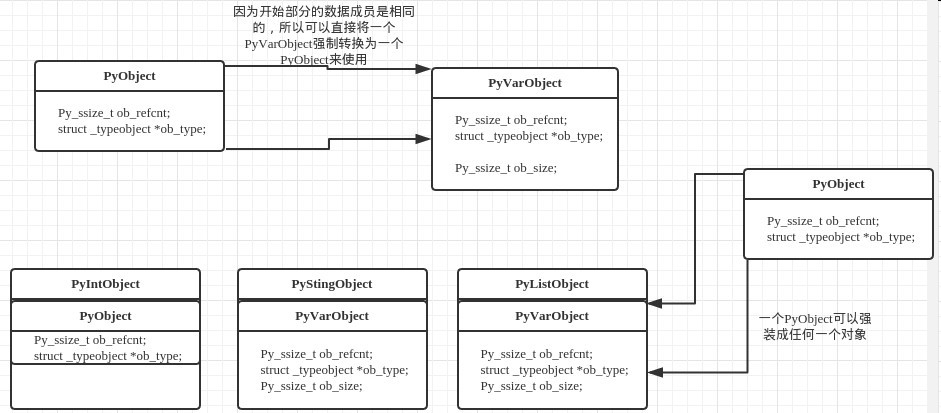 因为开始部分的数据成员是相同
的，所以可以直接将一个
PyVarObject强制转换为一个
PyObject来使用
PyObject
Py_ssize_t ob_refcnt;
struct _typeobject *ob_type;
PyVarObject
Py_ssize_t ob_refcnt;
struct _typeobject *ob_type;
Py_ssize_t ob_size;
PyObject
Py_ssize_t ob_refcnt;
struct _typeobject *ob_type;
一个PyObject可以强
装成任何一个对象
PyIntObject
PyObject
Py_ssize_t ob_refcnt;
struct _typeobject *ob_type;
PyStingObject
PyVarObject
Py_ssize_t ob_refcnt;
struct _typeobject *ob_type;
Py_ssize_t ob_size;
PyListObject
PyVarObject
Py_ssize_t ob_refcnt;
struct _typeobject *ob_type;
Py_ssize_t ob_size;